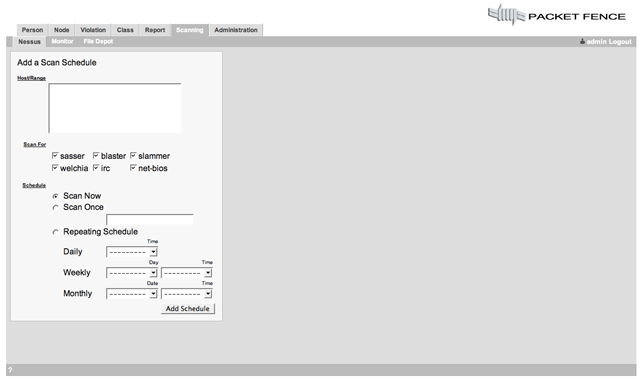 PACKET FENCE
Person Node Violation Class Report Scanning Administration
Nessus Monitor File Depot admin Logout
Add a Scan Schedule
Host/Range
Scan For
sasser blaster slammer
welchia irc net-bios
Schedule
Scan Now
Scan Once
Repeating Schedule
Time
Daily ---------
Day Time
Weekly --------- ---------
Date Time
Monthly --------- ---------
Add Schedule
?